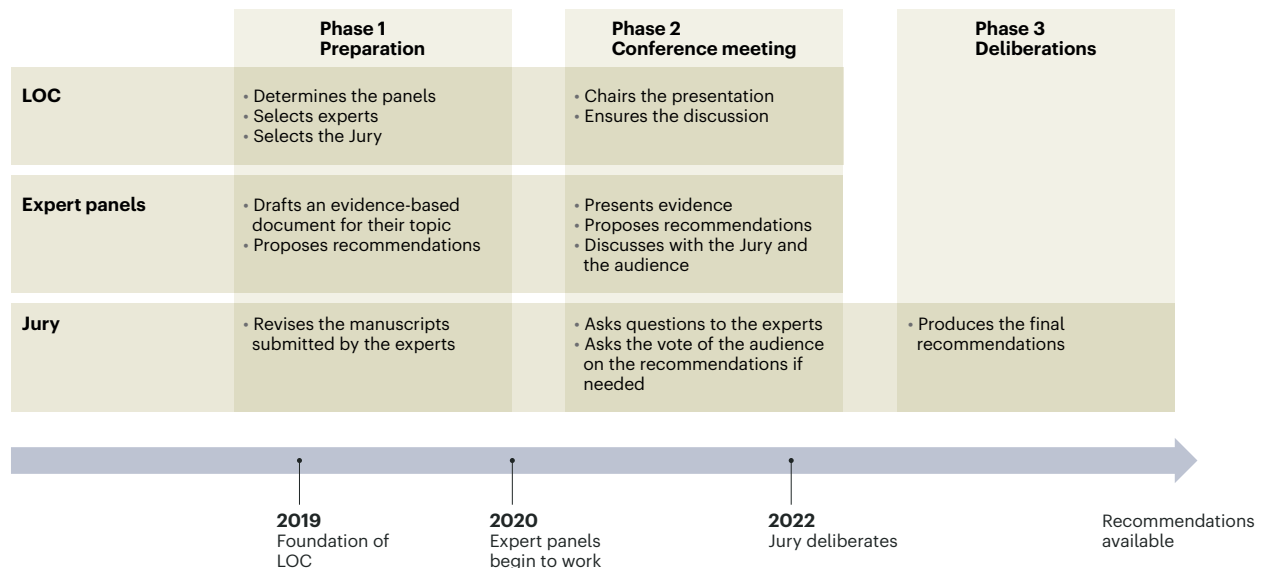 Phase 1
Preparation
Phase 2
Conference meeting
Phase 3
Deliberations
LOC
• Determines the panels
• Selects experts
• Selects the Jury
• Chairs the presentation
• Ensures the discussion
Expert panels
• Drafts an evidence-based
document for their topic
• Proposes recommendations
• Presents evidence
• Proposes recommendations
• Discusses with the Jury and
the audience
Jury
• Revises the manuscripts
submitted by the experts
• Asks questions to the experts
• Asks the vote of the audience
on the recommendations if
needed
• Produces the final
recommendations
2019
Foundation of
LOC
2020
Expert panels
begin to work
2022
Jury deliberates
Recommendations
available